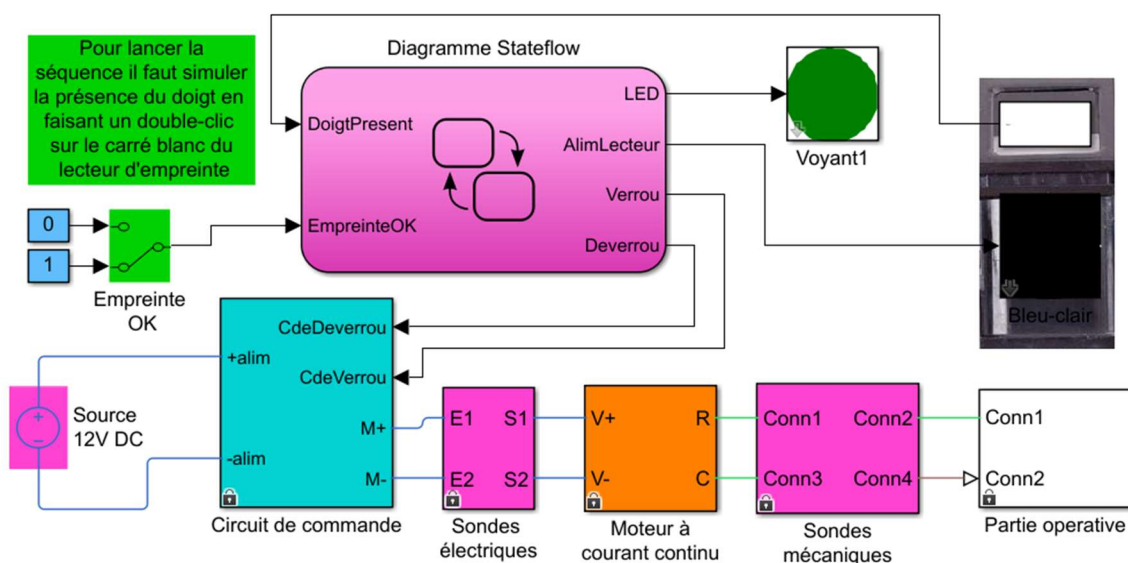 Pour lancer la
séquence il faut simuler
la présence du doigt en
faisant un double-clic
sur le carré blanc du
lecteur d'empreinte
Diagramme Stateflow
DoigtPresent
EmpreinteOK
LED
AlimLecteur
Verrou
Deverrou
Voyant1
Bleu-clair
0
1
Empreinte
OK
Source
12V DC
+alim
-alim
CdeDeverrou
CdeVerrou
M+
M-
Circuit de commande
E1
S1
E2
S2
Sondes
électriques
V+
R
V-
C
Moteur à
courant continu
Conn1
Conn2
Conn3
Conn4
Sondes
mécaniques
Conn1
Conn2
Partie operative